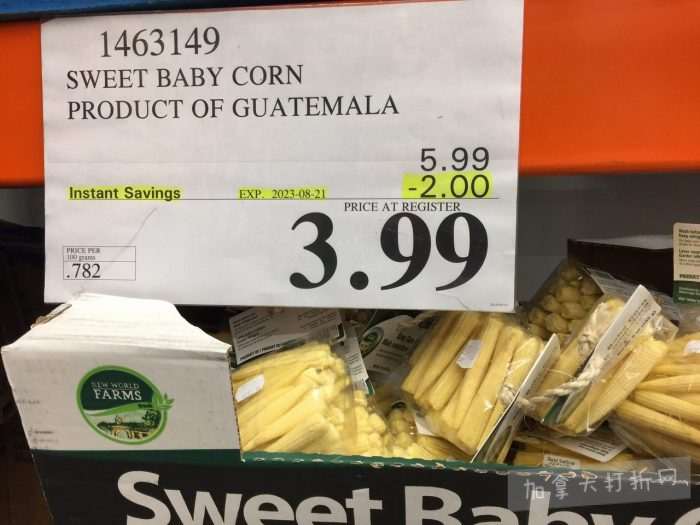 1463149
SWEET BABY CORN
PRODUCT OF GUATEMALA
5.99
Instant Savings EXP. 2023-08-21 -2.00
PRICE AT REGISTER
3.99
PRICE PER
100 grams
.782
NEW WORLD
FARMS
Sweet Baby
加拿大打折网